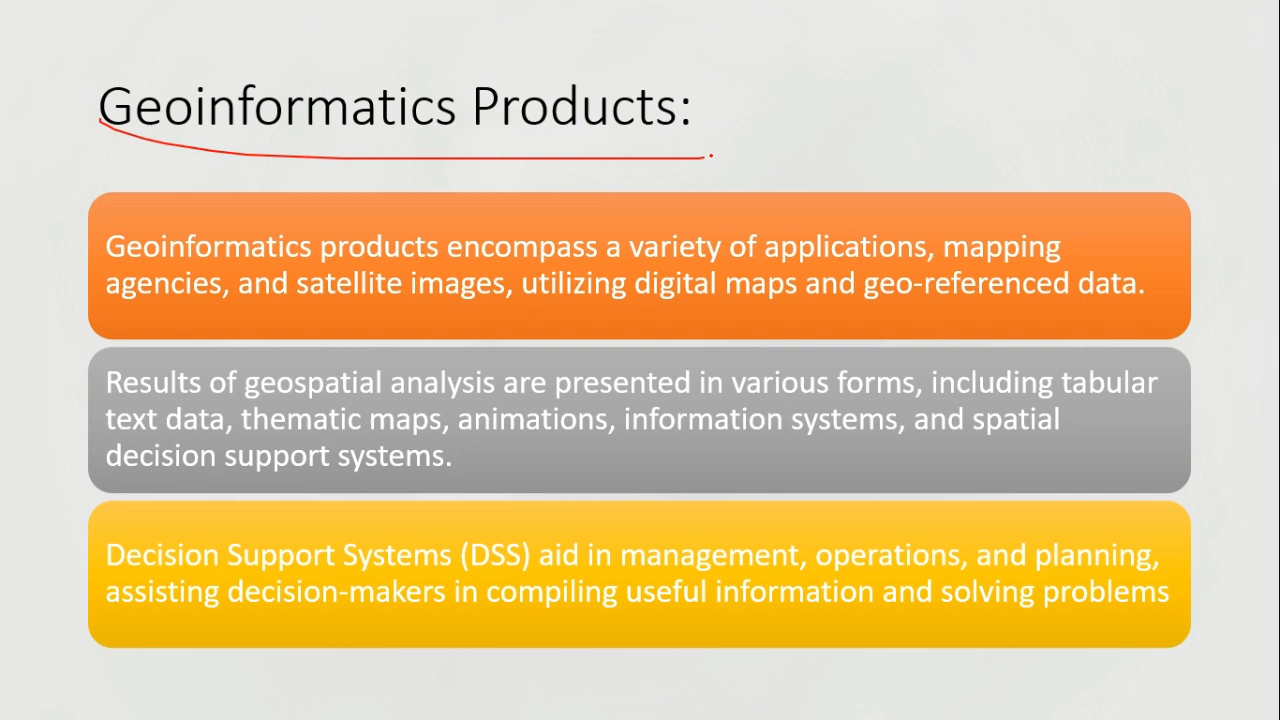 Geoinformatics Products:
Geoinformatics products encompass a variety of applications, mapping
agencies, and satellite images, utilizing digital maps and geo-referenced data.
Results of geospatial analysis are presented in various forms, including tabular
text data, thematic maps, animations, information systems, and spatial
decision support systems.
Decision Support Systems (DSS) aid in management, operations, and planning,
assisting decision-makers in compiling useful information and solving problems